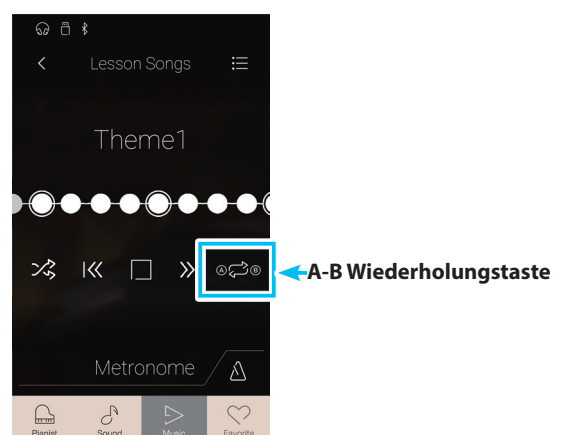 Lesson Songs
Theme1
A B
A-B Wiederholungstaste
Metronome
Pianist Sound Music Favorite